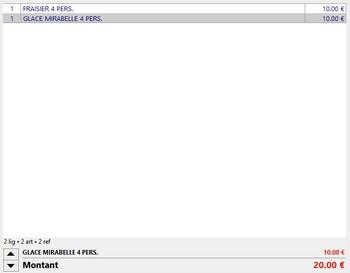 1 FRAISIER 4 PERS. 10.00 €
1 GLACE MIRABELLE 4 PERS. 10.00 €
2 lig • 2 art • 2 ref
GLACE MIRABELLE 4 PERS. 10.00 €
Montant 20.00 €